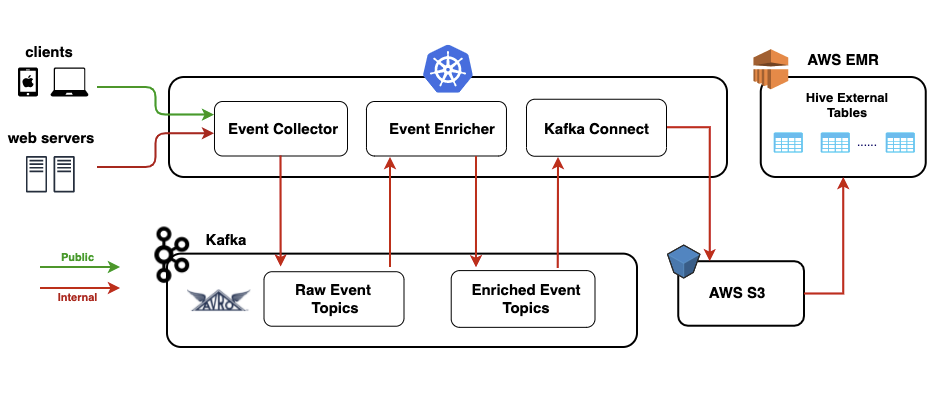 clients
web servers
Event Collector
Event Enricher
Kafka Connect
AWS EMR
Hive External
Tables
......
Kafka
Public
Internal
AVRO
Raw Event
Topics
Enriched Event
Topics
AWS S3